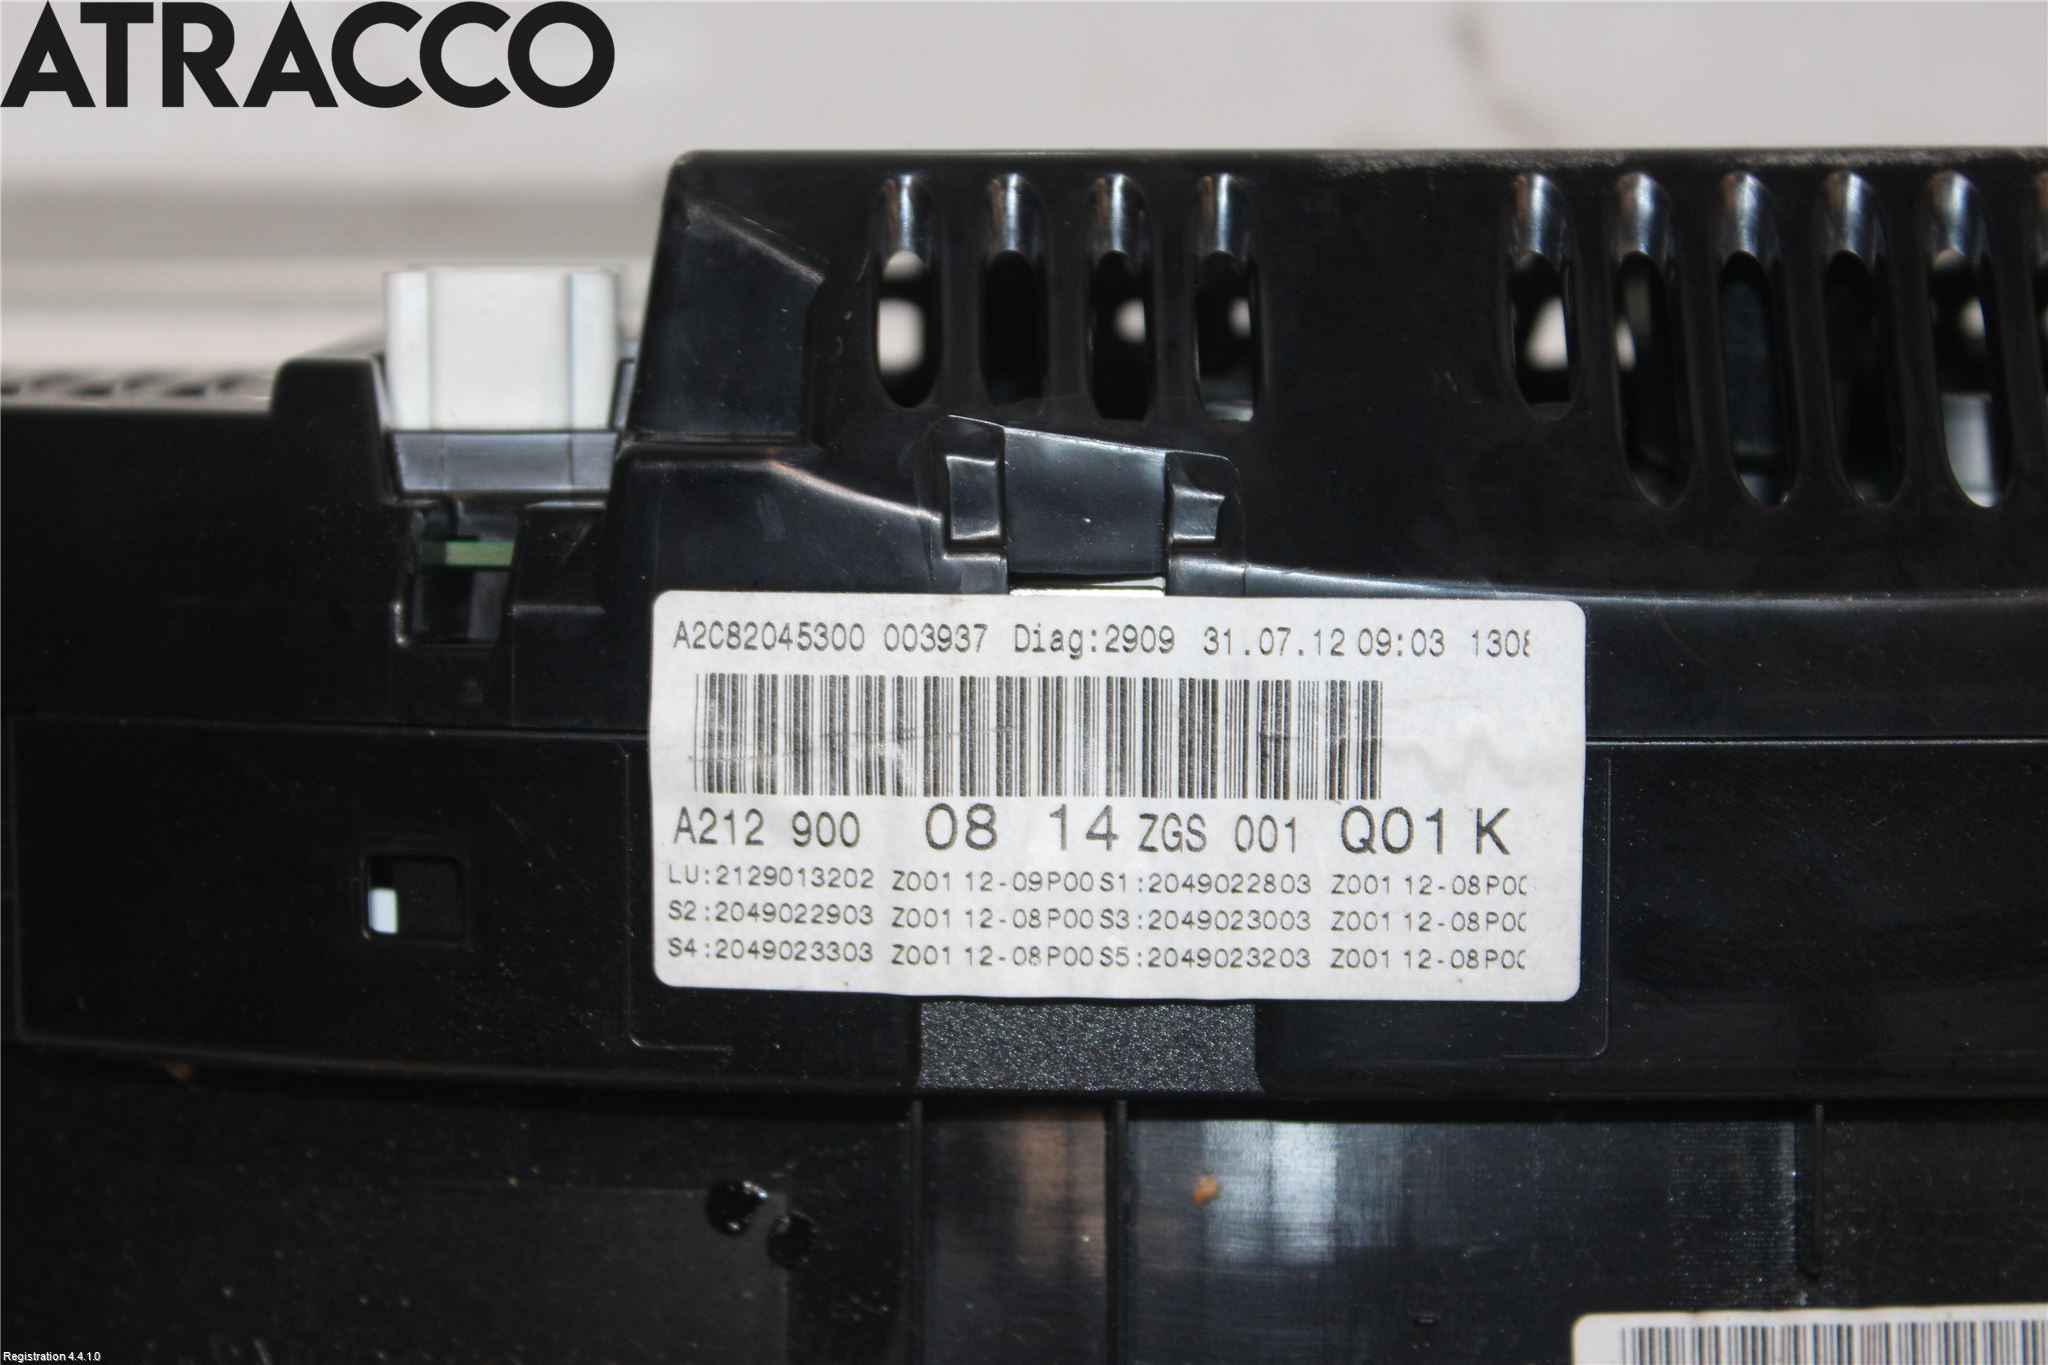 ATRACCO
A2C82045300 003937 Diag:2909 31.07.12 09:03 1308
A212 900 08 14 ZGS 001 Q01 K
LU:2129013202 Z001 12-09P00 S1:2049022803 Z001 12-08P00
S2:2049022903 Z001 12-08P00 S3:2049023003 Z001 12-08P00
S4:2049023303 Z001 12-08P00 S5:2049023203 Z001 12-08P00
Registration 4.4.1.0